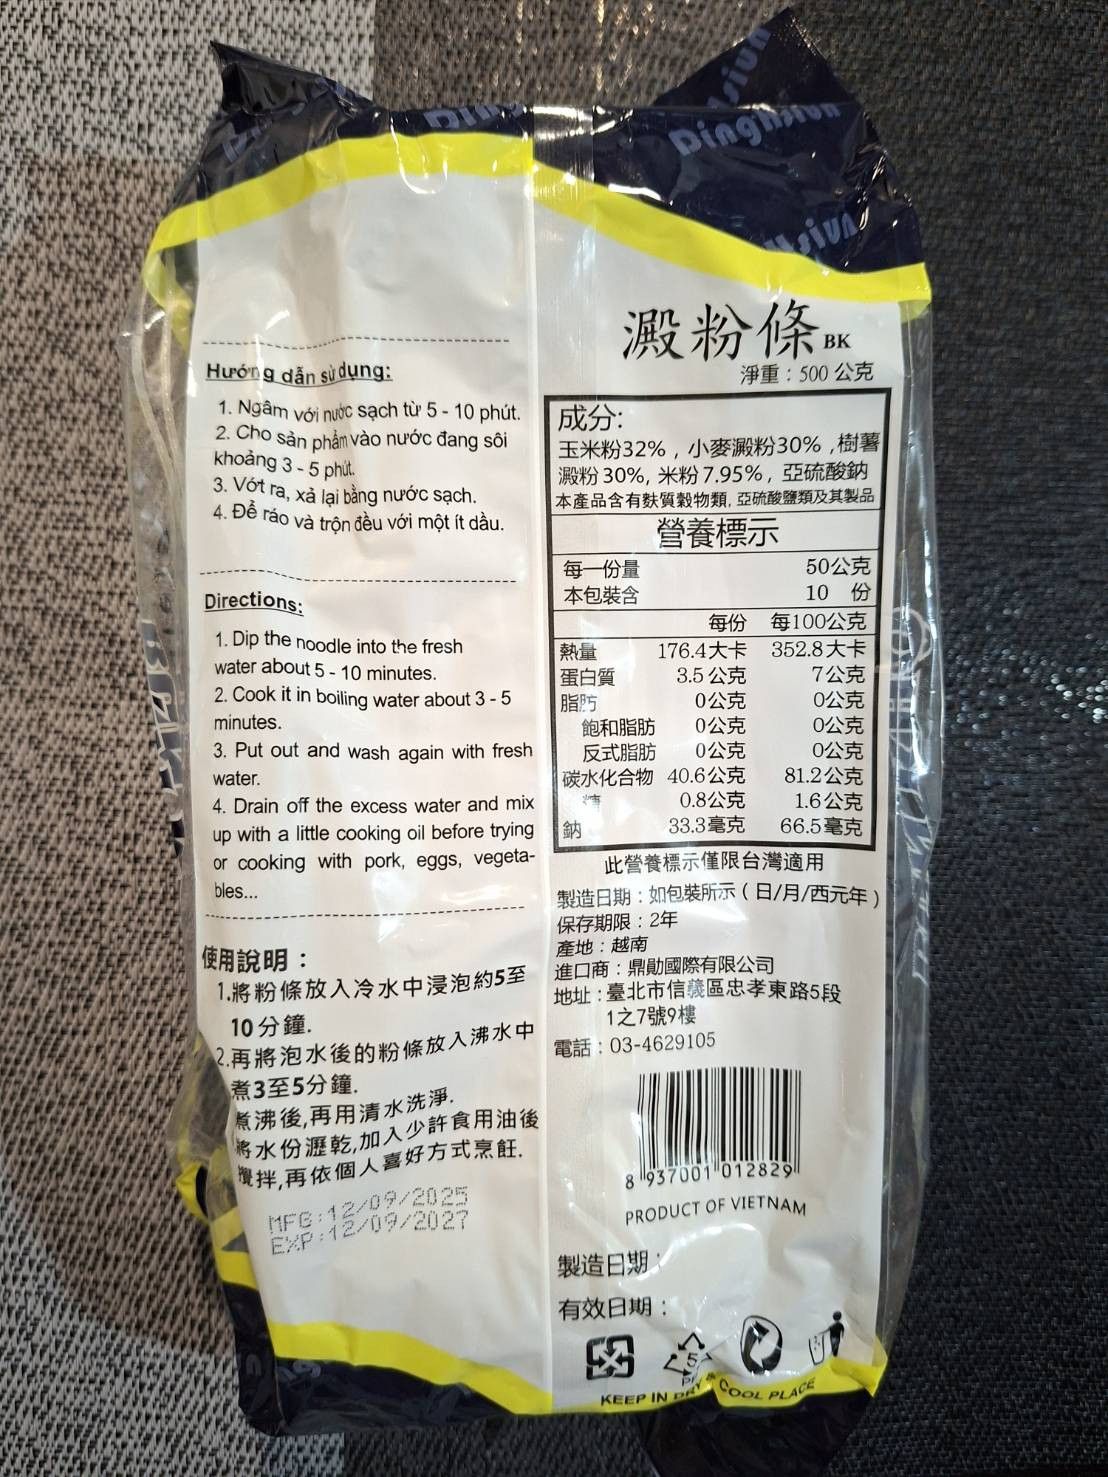 Dinghsiun
Hướng dẫn sử dụng:
1. Ngâm với nước sạch từ 5 - 10 phút.
2. Cho sản phẩm vào nước đang sôi
khoảng 3 - 5 phút.
3. Vớt ra, xả lại bằng nước sạch.
4. Để ráo và trộn đều với một ít dầu.
Directions:
1. Dip the noodle into the fresh
water about 5 - 10 minutes.
2. Cook it in boiling water about 3 - 5
minutes.
3. Put out and wash again with fresh
water.
4. Drain off the excess water and mix
up with a little cooking oil before trying
or cooking with pork, eggs, vegeta-
bles...
使用說明：
1.將粉條放入冷水中浸泡約5至
10分鐘.
2.再將泡水後的粉條放入沸水中
煮3至5分鐘.
煮沸後,再用清水洗淨.
將水份瀝乾,加入少許食用油後
攪拌,再依個人喜好方式烹飪.
MFG:12/09/2025
EXP:12/09/2027
澱粉條 BK
淨重：500 公克
成分:
玉米粉32%，小麥澱粉30%,樹薯
澱粉30%, 米粉7.95%，亞硫酸鈉
本產品含有麩質穀物類, 亞硫酸鹽類及其製品
營養標示
每一份量 50公克
本包裝含 10 份
每份 每100公克
熱量 176.4大卡 352.8大卡
蛋白質 3.5公克 7公克
脂肪 0公克 0公克
飽和脂肪 0公克 0公克
反式脂肪 0公克 0公克
碳水化合物 40.6公克 81.2公克
糖 0.8公克 1.6公克
鈉 33.3毫克 66.5毫克
此營養標示僅限台灣適用
製造日期：如包裝所示（日/月/西元年）
保存期限：2年
產地：越南
進口商：鼎勛國際有限公司
地址：臺北市信義區忠孝東路5段
1之7號9樓
電話：03-4629105
8 937001 012829
PRODUCT OF VIETNAM
製造日期：
有效日期：
5
PP
KEEP IN DRY & COOL PLACE